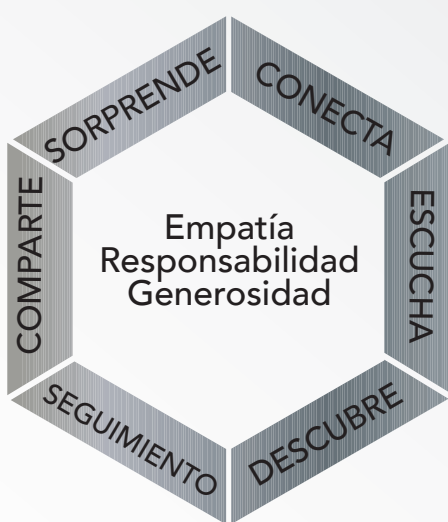 SORPRENDE
CONECTA
ESCUCHA
DESCUBRE
SEGUIMIENTO
COMPARTE
Empatía
Responsabilidad
Generosidad